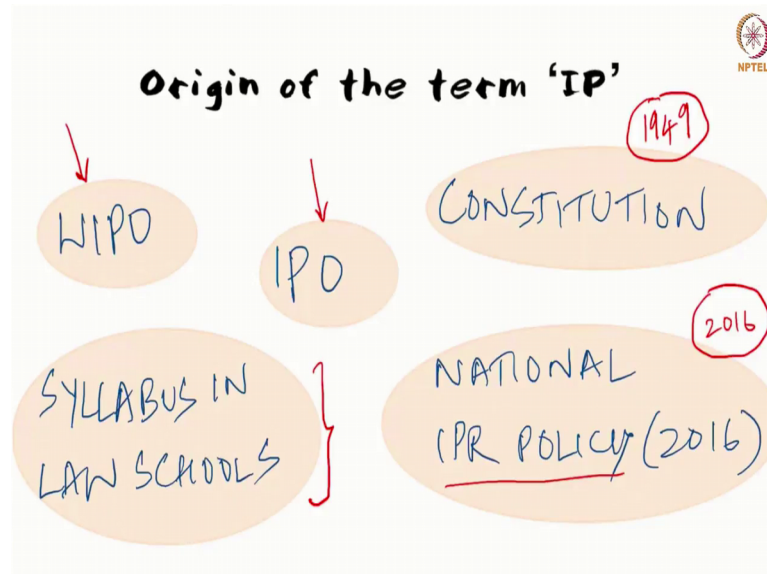 NPTEL
Origin of the term 'IP'
1949
WIPO
IPO
CONSTITUTION
2016
SYLLABUS IN
LAW SCHOOLS
NATIONAL
IPR POLICY (2016)